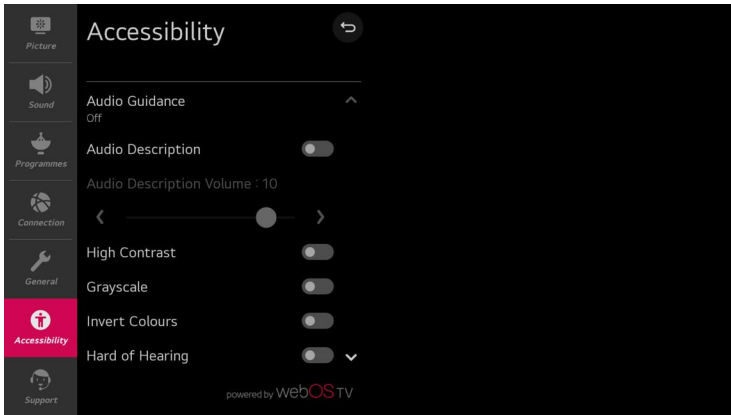 Picture
Sound
Programmes
Connection
General
Accessibility
Support
Accessibility
Audio Guidance
Off
Audio Description
Audio Description Volume : 10
High Contrast
Grayscale
Invert Colours
Hard of Hearing
powered by webOS TV